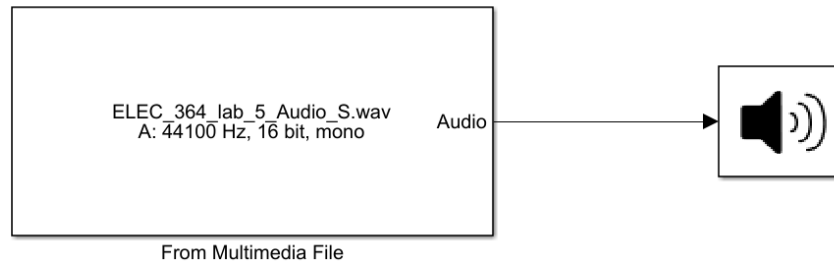 ELEC_364_lab_5_Audio_S.wav
A: 44100 Hz, 16 bit, mono
Audio
From Multimedia File